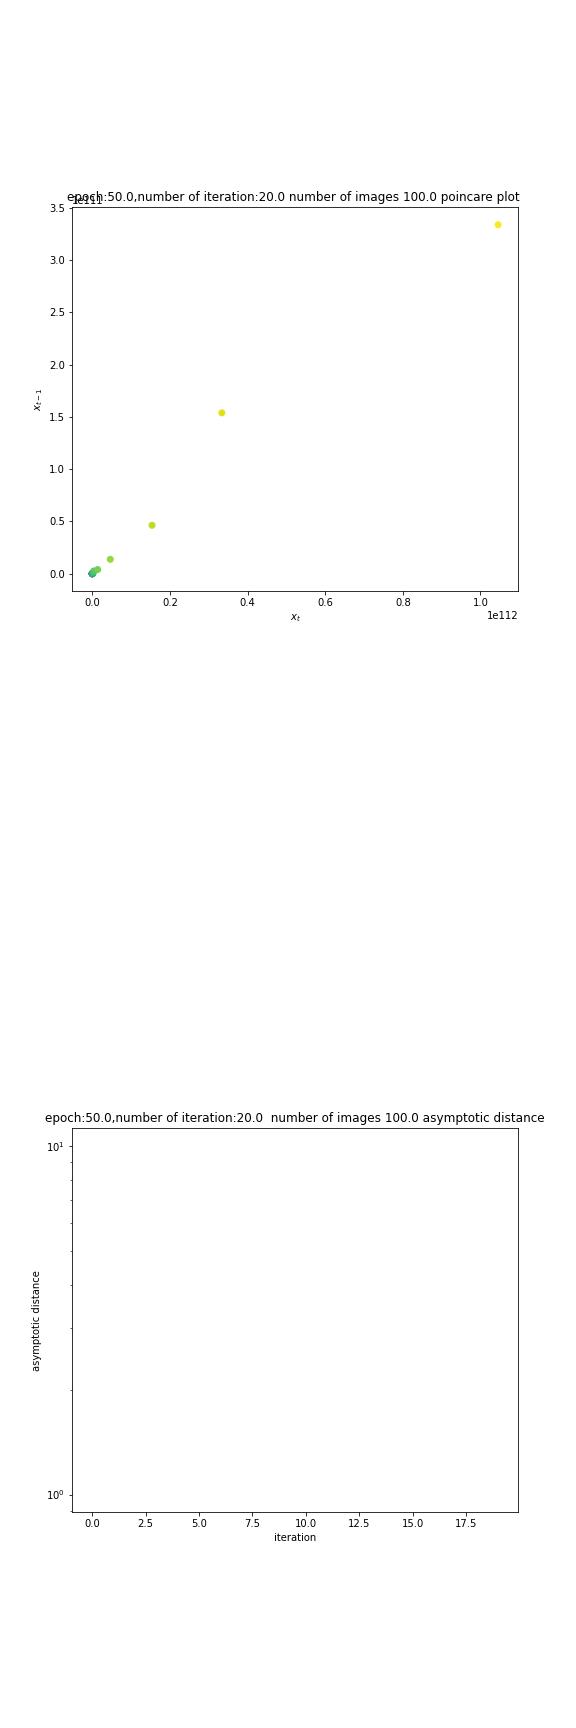 epoch:50.0,number of iteration:20.0 number of images 100.0 poincare plot
1e111
3.5
3.0
2.5
2.0
1.5
1.0
0.5
0.0
x_{t-1}
0.0 0.2 0.4 0.6 0.8 1.0
1e112
x_t
epoch:50.0,number of iteration:20.0  number of images 100.0 asymptotic distance
10^1
10^0
asymptotic distance
0.0 2.5 5.0 7.5 10.0 12.5 15.0 17.5
iteration